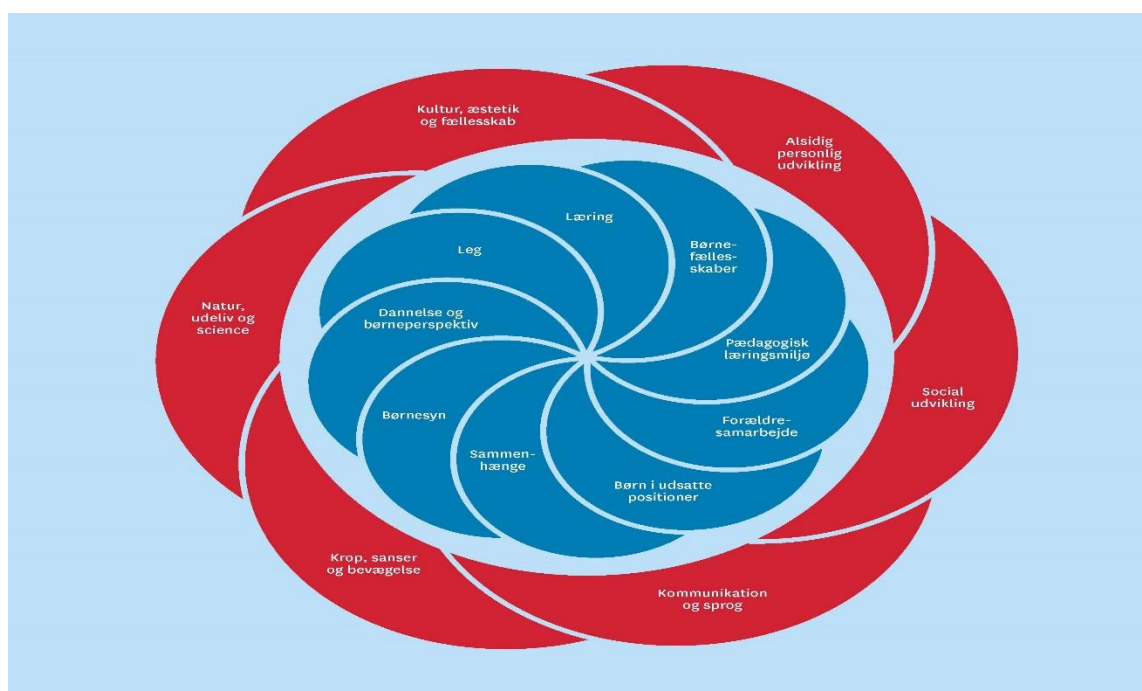 Kultur, æstetik
og fællesskab
Alsidig
personlig
udvikling
Social
udvikling
Kommunikation
og sprog
Krop, sanser
og bevægelse
Natur,
udeliv og
science
Læring
Børne-
fælles-
skaber
Pædagogisk
læringsmiljø
Forældre-
samarbejde
Børn i udsatte
positioner
Sammen-
hænge
Børnesyn
Dannelse og
børneperspektiv
Leg